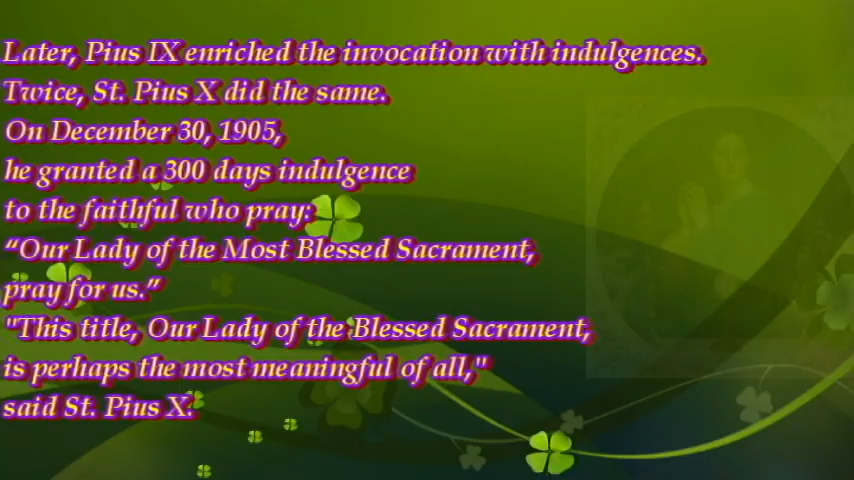 Later, Pius IX enriched the invocation with indulgences.
Twice, St. Pius X did the same.
On December 30, 1905,
he granted a 300 days indulgence
to the faithful who pray:
“Our Lady of the Most Blessed Sacrament,
pray for us.”
"This title, Our Lady of the Blessed Sacrament,
is perhaps the most meaningful of all,"
said St. Pius X.